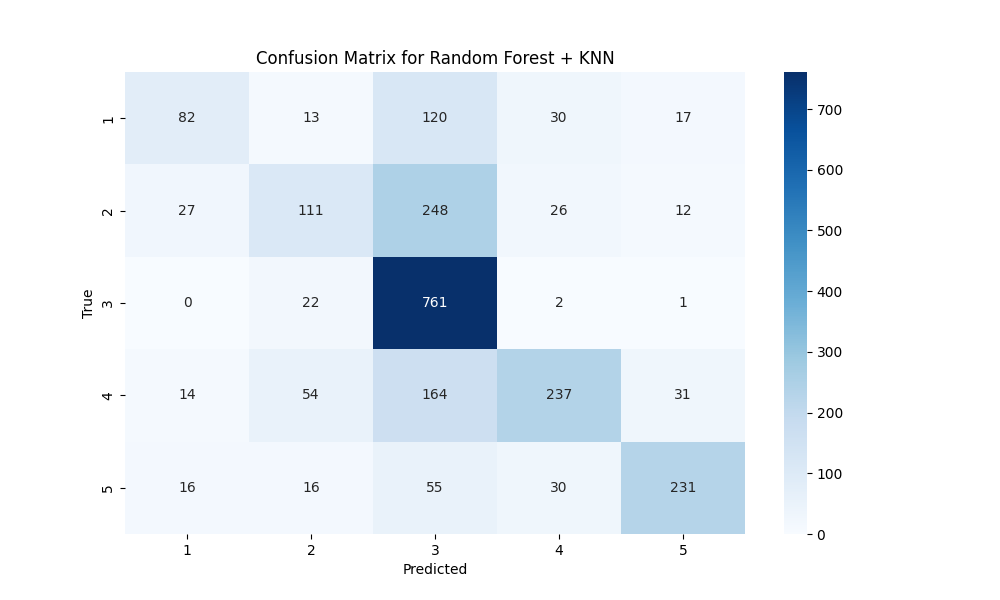 Confusion Matrix for Random Forest + KNN
True
1 82 13 120 30 17
2 27 111 248 26 12
3 0 22 761 2 1
4 14 54 164 237 31
5 16 16 55 30 231
1 2 3 4 5
Predicted
700
600
500
400
300
200
100
0